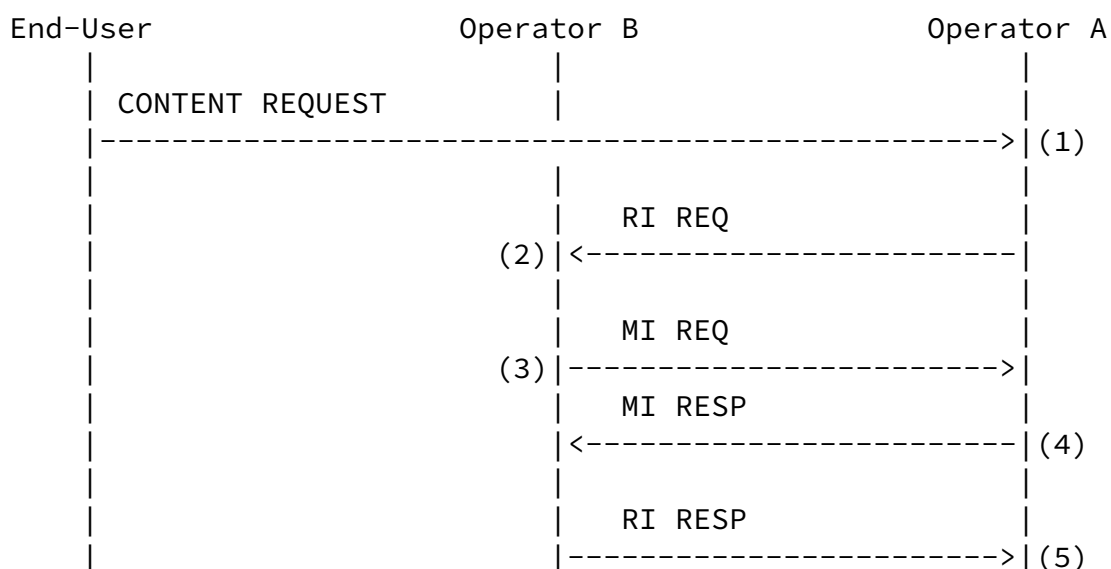 End-User Operator B Operator A
CONTENT REQUEST
(1)
RI REQ
(2)
MI REQ
(3)
MI RESP
(4)
RI RESP
(5)